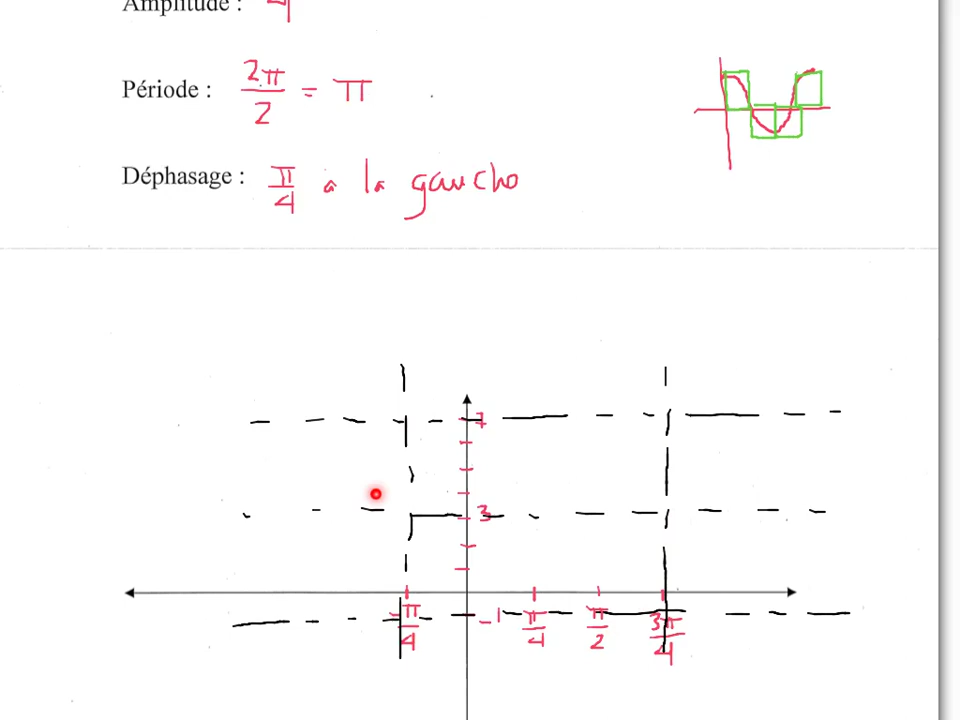 Amplitude : 4
Période : 2π/2 = π
Déphasage : π/4 à la gauche
7
3
-1
-π/4 π/4 π/2 3π/4